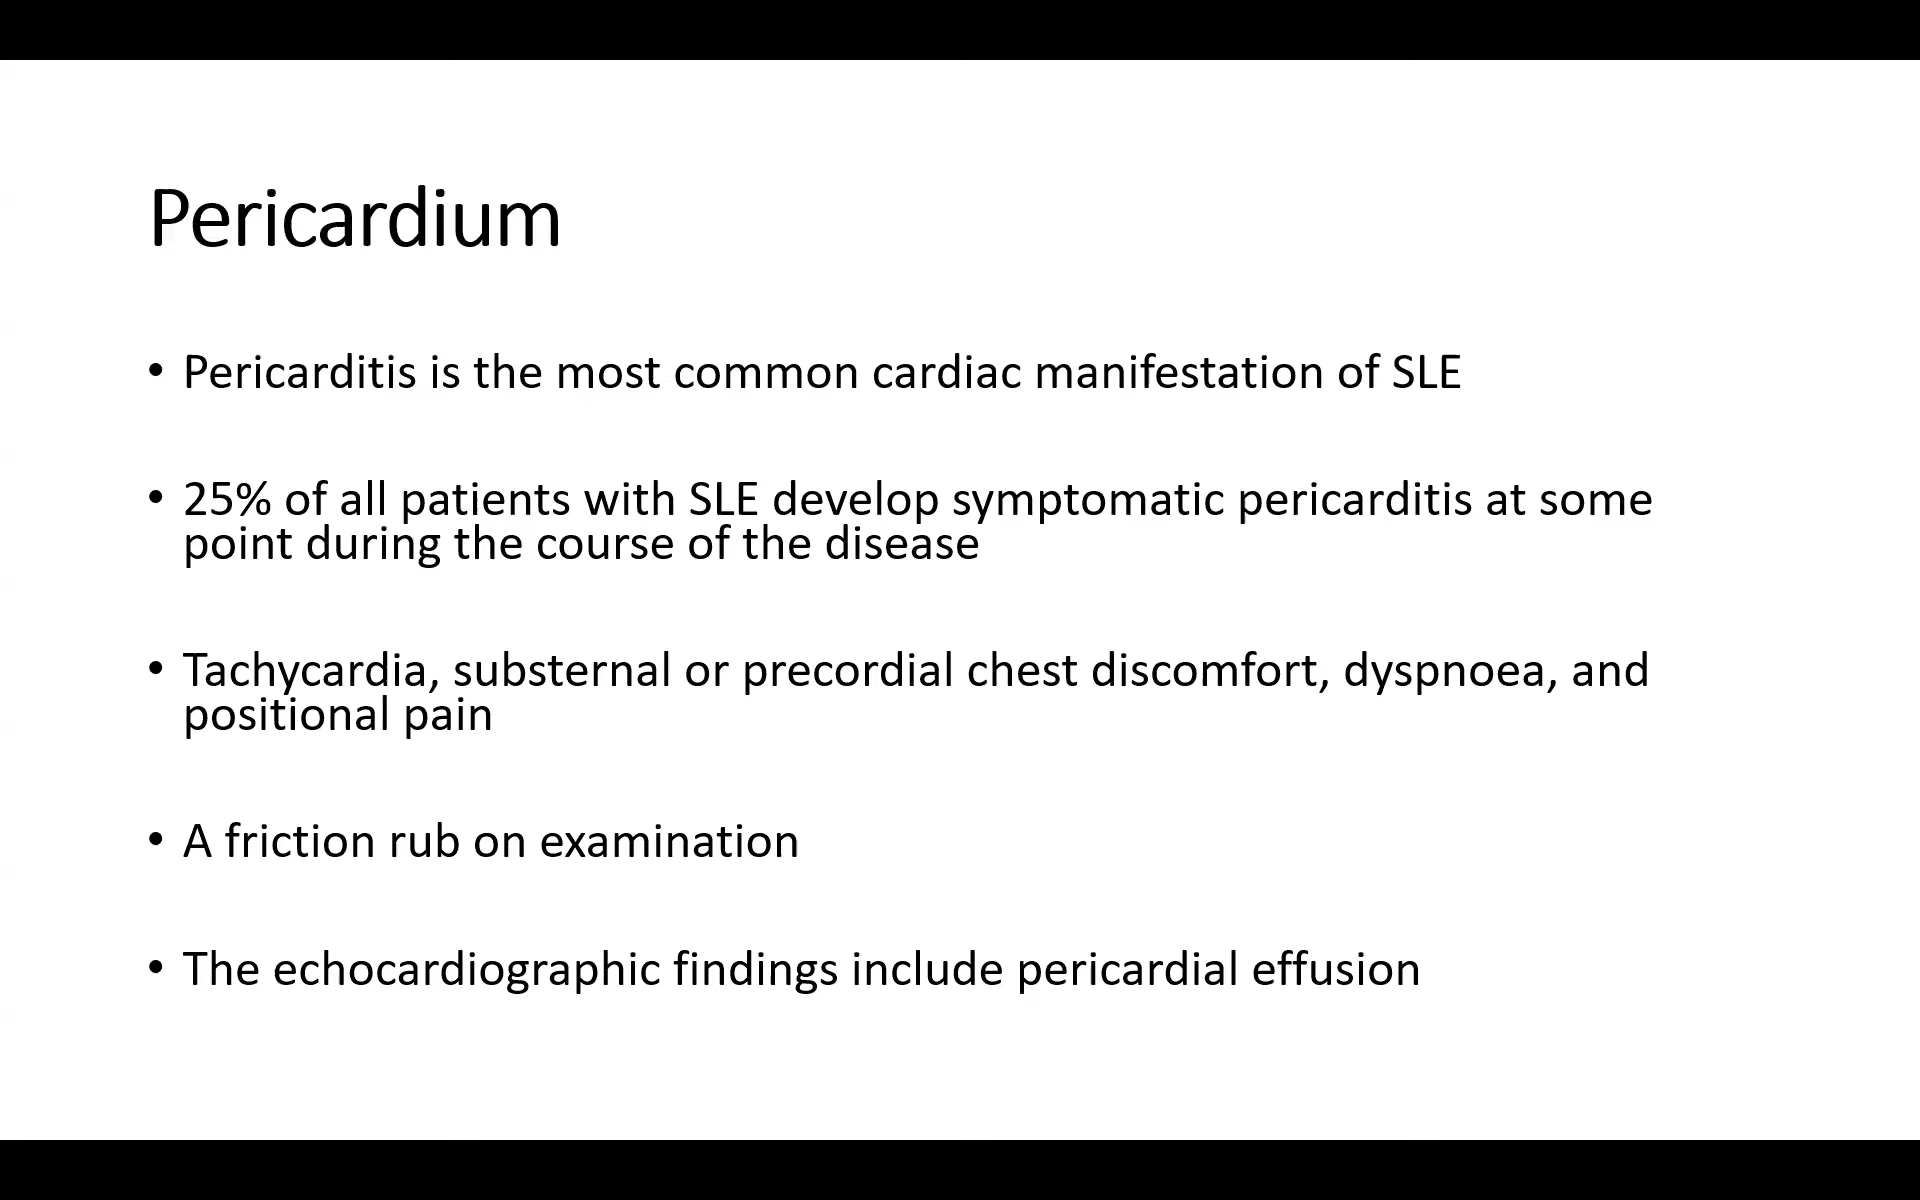 Pericardium
• Pericarditis is the most common cardiac manifestation of SLE
• 25% of all patients with SLE develop symptomatic pericarditis at some
point during the course of the disease
• Tachycardia, substernal or precordial chest discomfort, dyspnoea, and
positional pain
• A friction rub on examination
• The echocardiographic findings include pericardial effusion